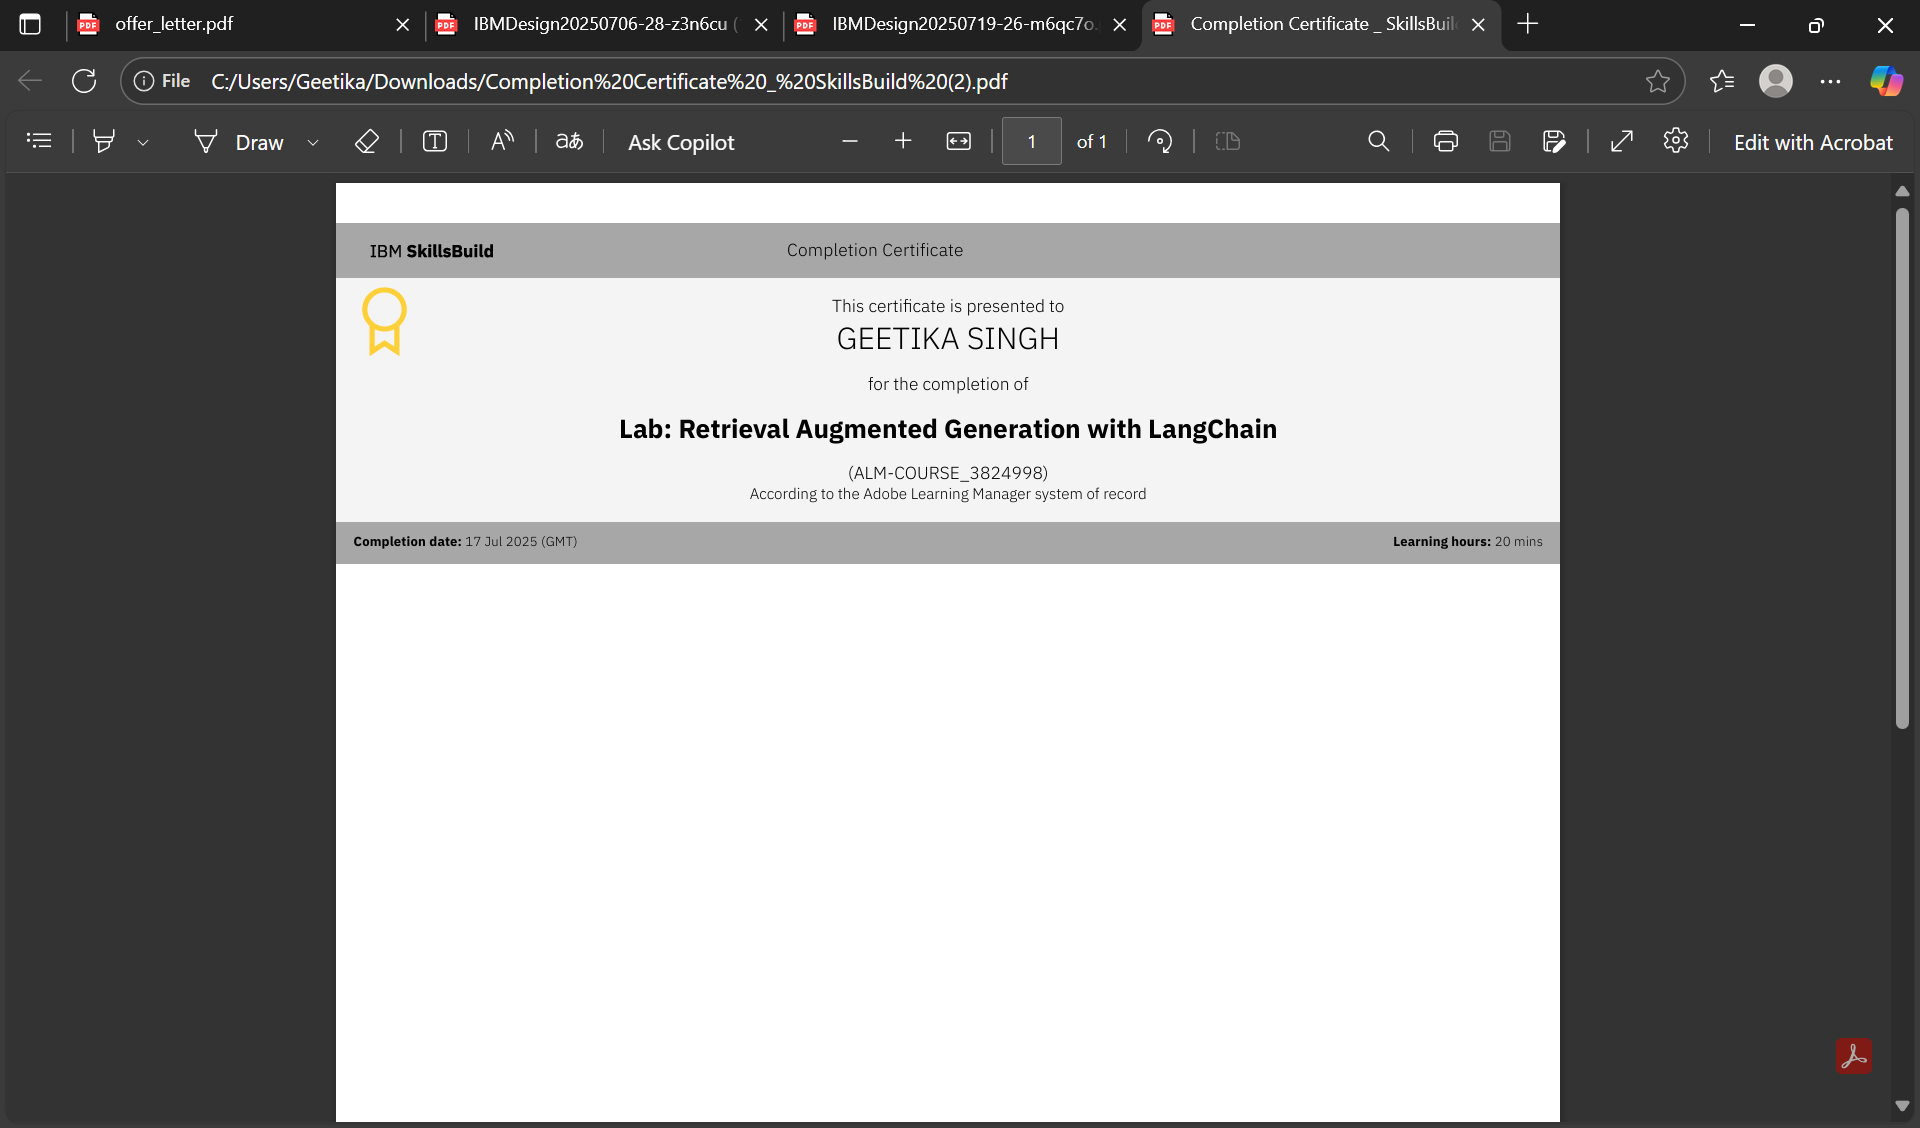 offer_letter.pdf
IBMDesign20250706-28-z3n6cu (
IBMDesign20250719-26-m6qc7o.
Completion Certificate _ SkillsBuil
File C:/Users/Geetika/Downloads/Completion%20Certificate%20_%20SkillsBuild%20(2).pdf
Draw
Ask Copilot
1 of 1
Edit with Acrobat
IBM SkillsBuild
Completion Certificate
This certificate is presented to
GEETIKA SINGH
for the completion of
Lab: Retrieval Augmented Generation with LangChain
(ALM-COURSE_3824998)
According to the Adobe Learning Manager system of record
Completion date: 17 Jul 2025 (GMT)
Learning hours: 20 mins